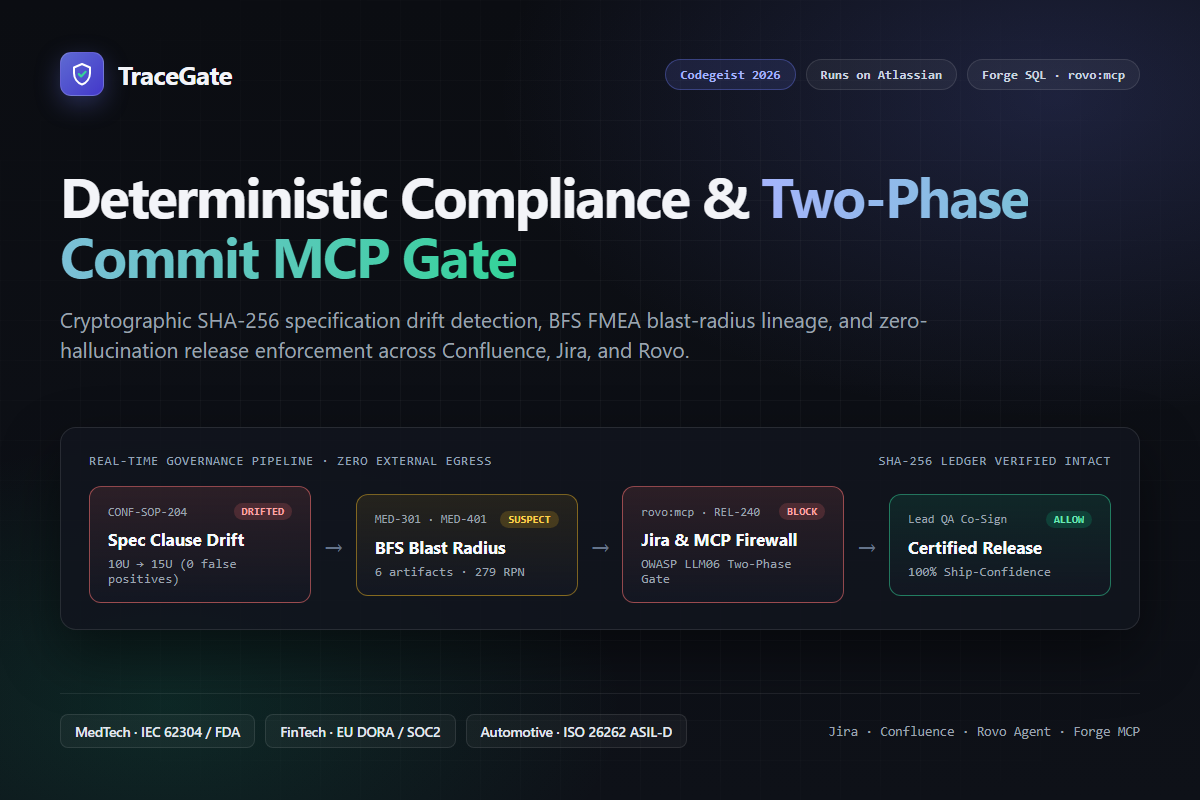 TraceGate
Codegeist 2026
Runs on Atlassian
Forge SQL · rovo:mcp
Deterministic Compliance & Two-Phase
Commit MCP Gate
Cryptographic SHA-256 specification drift detection, BFS FMEA blast-radius lineage, and zero-
hallucination release enforcement across Confluence, Jira, and Rovo.
REAL-TIME GOVERNANCE PIPELINE · ZERO EXTERNAL EGRESS
SHA-256 LEDGER VERIFIED INTACT
CONF-SOP-204
DRIFTED
Spec Clause Drift
10U → 15U (0 false
positives)
→
MED-301 · MED-401
SUSPECT
BFS Blast Radius
6 artifacts · 279 RPN
→
rovo:mcp · REL-240
BLOCK
Jira & MCP Firewall
OWASP LLM06 Two-Phase
Gate
→
Lead QA Co-Sign
ALLOW
Certified Release
100% Ship-Confidence
MedTech · IEC 62304 / FDA
FinTech · EU DORA / SOC2
Automotive · ISO 26262 ASIL-D
Jira · Confluence · Rovo Agent · Forge MCP